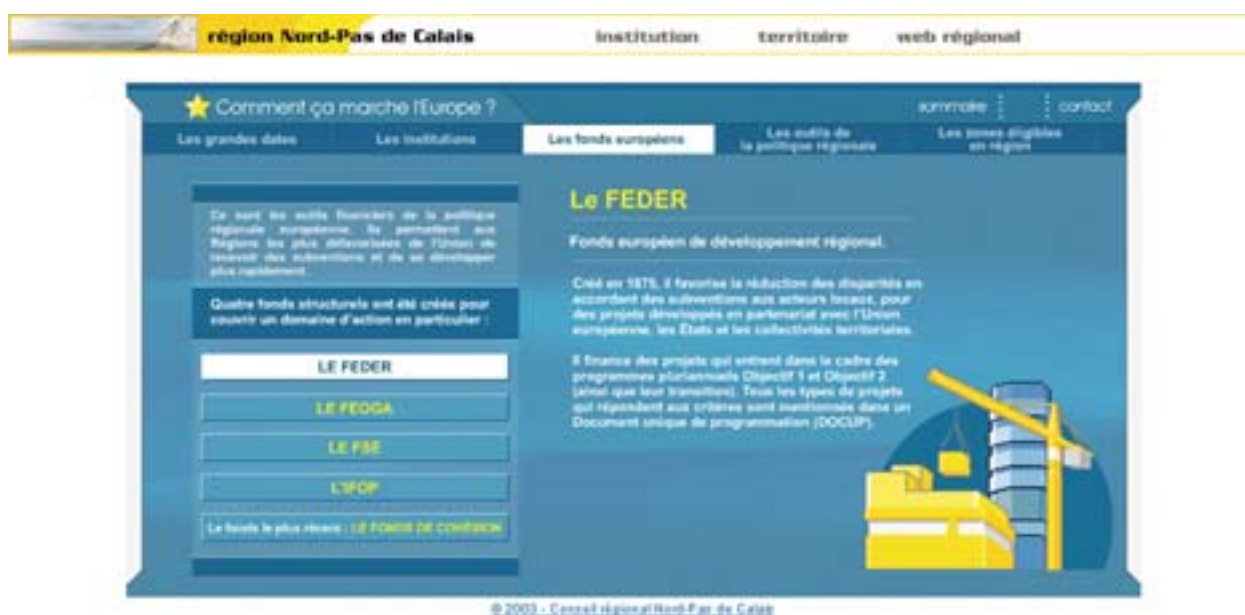 région Nord-Pas de Calais
institution
territoire
web régional
Comment ça marche l'Europe ?
sommaire
contact
Les grandes dates
Les institutions
Les fonds européens
Les outils de
la politique régionale
Les zones éligibles
en région
Ce sont les outils financiers de la politique
régionale européenne. Ils permettent aux
Régions les plus défavorisées de l'Union de
recevoir des subventions et de se développer
plus rapidement.
Quatre fonds structurels ont été créés pour
couvrir un domaine d'action en particulier :
LE FEDER
LE FEOGA
LE FSE
L'IFOP
Le fonds le plus récent : LE FONDS DE COHÉSION
Le FEDER
Fonds européen de développement régional.
Créé en 1975, il favorise la réduction des disparités en
accordant des subventions aux acteurs locaux, pour
des projets développés en partenariat avec l'Union
européenne, les États et les collectivités territoriales.
Il finance des projets qui entrent dans le cadre des
programmes pluriannuels Objectif 1 et Objectif 2
(ainsi que leur transition). Tous les types de projets
qui répondent aux critères sont mentionnés dans un
Document unique de programmation (DOCUP).
© 2003 - Conseil régional Nord-Pas de Calais